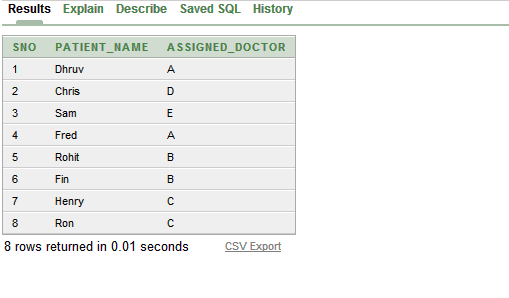 Results Explain Describe Saved SQL History
SNO PATIENT_NAME ASSIGNED_DOCTOR
1 Dhruv A
2 Chris D
3 Sam E
4 Fred A
5 Rohit B
6 Fin B
7 Henry C
8 Ron C
8 rows returned in 0.01 seconds CSV Export